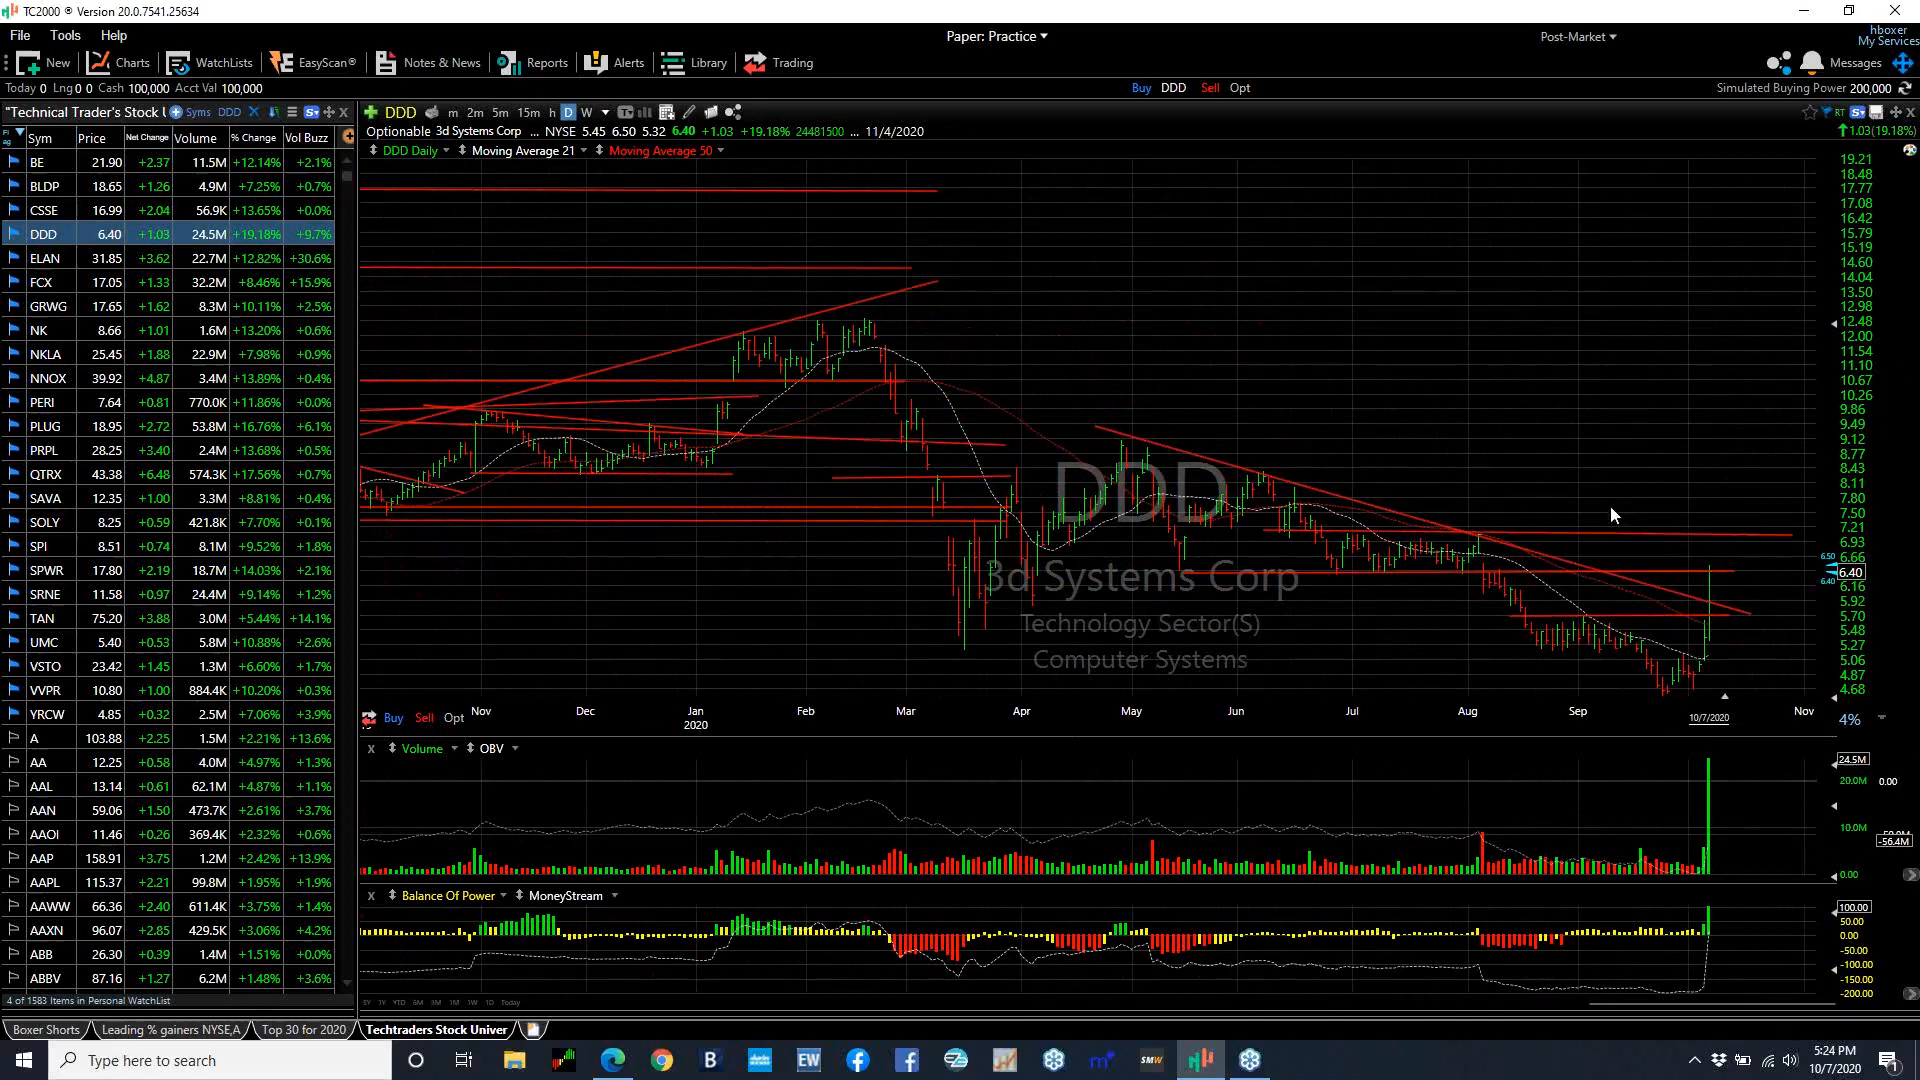 TC2000 ® Version 20.0.7541.25634
File Tools Help Paper: Practice Post-Market hboxer
My Services
New Charts WatchLists EasyScan® Notes & News Reports Alerts Library Trading Messages
Today 0 Lng 0 0 Cash 100,000 Acct Val 100,000 Buy DDD Sell Opt Simulated Buying Power 200,000
"Technical Trader's Stock U Syms DDD
Sym Price Net Change Volume % Change Vol Buzz
BE 21.90 +2.37 11.5M +12.14% +2.1%
BLDP 18.65 +1.26 4.9M +7.25% +0.7%
CSSE 16.99 +2.04 56.9K +13.65% +0.0%
DDD 6.40 +1.03 24.5M +19.18% +9.7%
ELAN 31.85 +3.62 22.7M +12.82% +30.6%
FCX 17.05 +1.33 32.2M +8.46% +15.9%
GRWG 17.65 +1.62 8.3M +10.11% +2.5%
NK 8.66 +1.01 1.6M +13.20% +0.6%
NKLA 25.45 +1.88 22.9M +7.98% +0.9%
NNOX 39.92 +4.87 3.4M +13.89% +0.4%
PERI 7.64 +0.81 770.0K +11.86% +0.0%
PLUG 18.95 +2.72 53.8M +16.76% +6.1%
PRPL 28.25 +3.40 2.4M +13.68% +0.5%
QTRX 43.38 +6.48 574.3K +17.56% +0.7%
SAVA 12.35 +1.00 3.3M +8.81% +0.4%
SOLY 8.25 +0.59 421.8K +7.70% +0.1%
SPI 8.51 +0.74 8.1M +9.52% +1.8%
SPWR 17.80 +2.19 18.7M +14.03% +2.1%
SRNE 11.58 +0.97 24.4M +9.14% +1.2%
TAN 75.20 +3.88 3.0M +5.44% +14.1%
UMC 5.40 +0.53 5.8M +10.88% +2.6%
VSTO 23.42 +1.45 1.3M +6.60% +1.7%
VVPR 10.80 +1.00 884.4K +10.20% +0.3%
YRCW 4.85 +0.32 2.5M +7.06% +3.9%
A 103.88 +2.25 1.5M +2.21% +13.6%
AA 12.25 +0.58 4.0M +4.97% +1.3%
AAL 13.14 +0.61 62.1M +4.87% +1.1%
AAN 59.06 +1.50 473.7K +2.61% +3.7%
AAOI 11.46 +0.26 369.4K +2.32% +0.6%
AAP 158.91 +3.75 1.2M +2.42% +13.9%
AAPL 115.37 +2.21 99.8M +1.95% +1.9%
AAWW 66.36 +2.40 611.4K +3.75% +1.4%
AAXN 96.07 +2.85 429.5K +3.06% +4.2%
ABB 26.30 +0.39 1.4M +1.51% +0.0%
ABBV 87.16 +1.27 6.2M +1.48% +3.6%
4 of 1583 Items in Personal WatchList
DDD m 2m 5m 15m h D W RT
Optionable 3d Systems Corp ... NYSE 5.45 6.50 5.32 6.40 +1.03 +19.18% 24481500 ... 11/4/2020 1.03(19.18%)
DDD Daily Moving Average 21 Moving Average 50
19.21
18.48
17.77
17.08
16.42
15.79
15.19
14.60
14.04
13.50
12.98
12.48
12.00
11.54
11.10
10.67
10.26
9.86
9.49
9.12
8.77
8.43
8.11
7.80
7.50
7.21
6.93
6.66
6.50
6.40
6.40
6.16
5.92
5.70
5.48
5.27
5.06
4.87
4.68
DDD
3d Systems Corp
Technology Sector(S)
Computer Systems
Buy Sell Opt Nov Dec Jan Feb Mar Apr May Jun Jul Aug Sep Nov 4%
2020 10/7/2020
Volume OBV
24.5M
20.0M 0.00
10.0M
-56.4M
0.00
Balance Of Power MoneyStream
100.00
50.00
0.00
-50.00
-100.00
-150.00
-200.00
5Y 1Y YTD 6M 3M 1M 1W 1D Today
Boxer Shorts Leading % gainers NYSE,A Top 30 for 2020 Techtraders Stock Univer
Type here to search B EW SMW
5:24 PM
10/7/2020
1